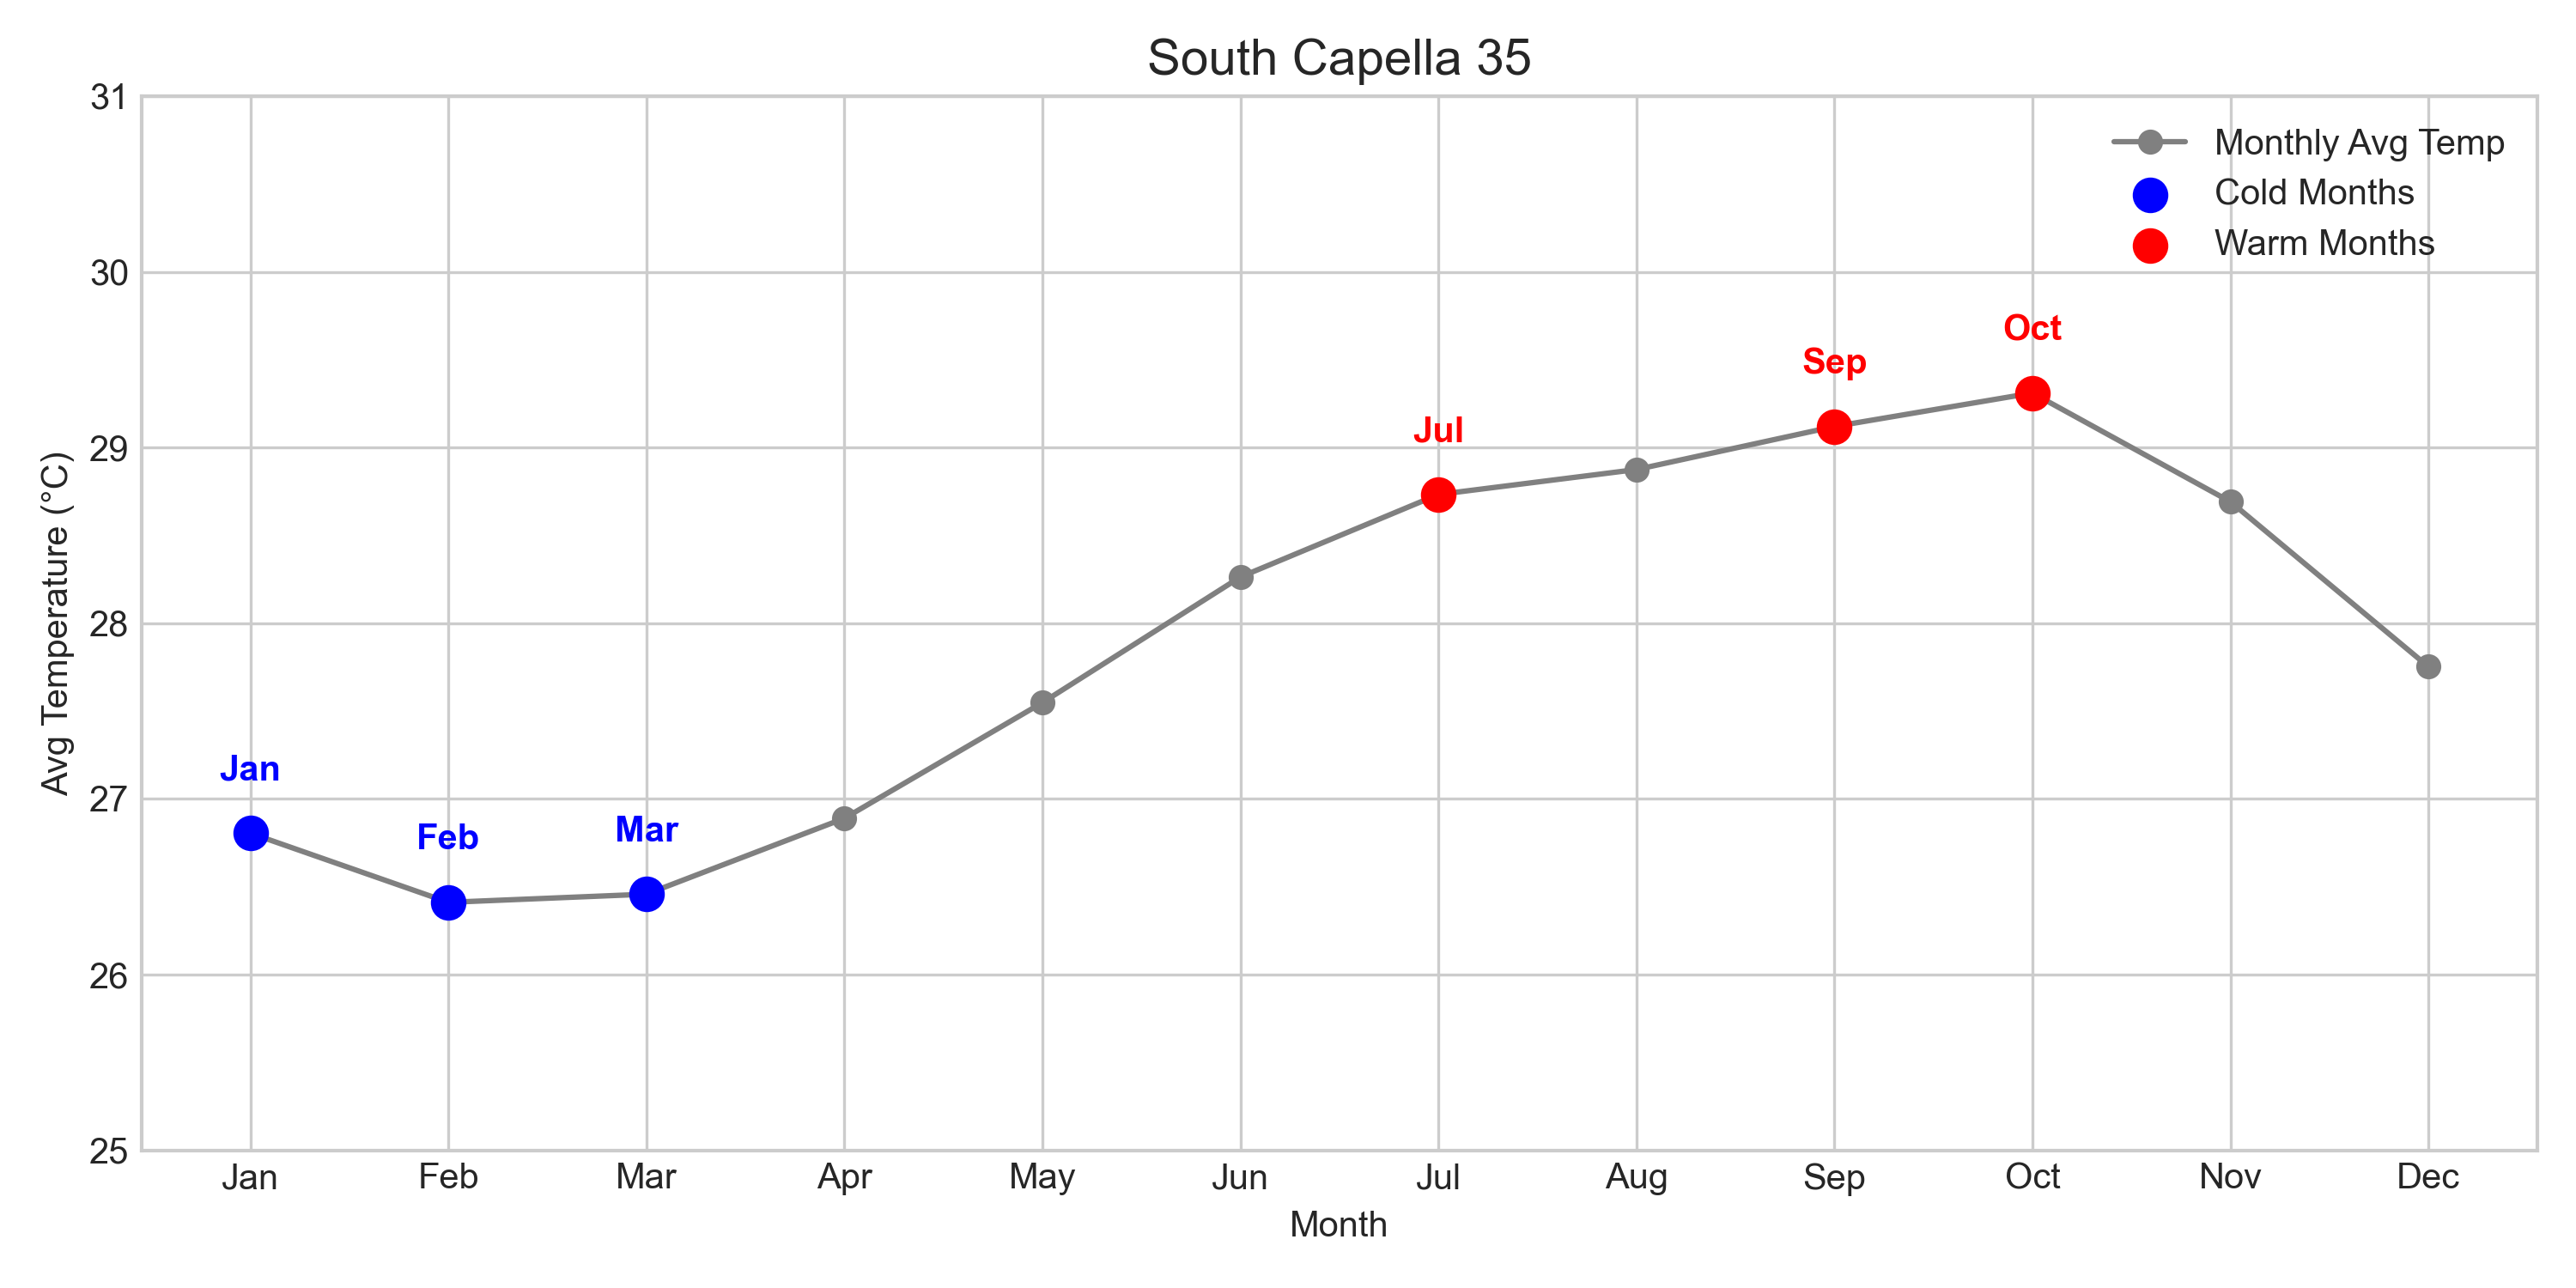 South Capella 35
31
30
29
28
27
26
25
Avg Temperature (°C)
Monthly Avg Temp
Cold Months
Warm Months
Jan
Feb
Mar
Jul
Sep
Oct
Jan Feb Mar Apr May Jun Jul Aug Sep Oct Nov Dec
Month